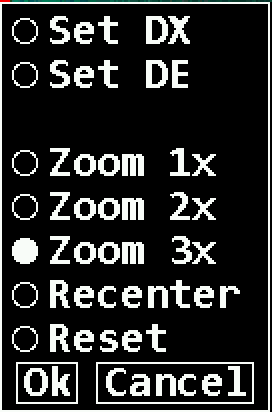 Set DX
Set DE
Zoom 1x
Zoom 2x
Zoom 3x
Recenter
Reset
Ok Cancel